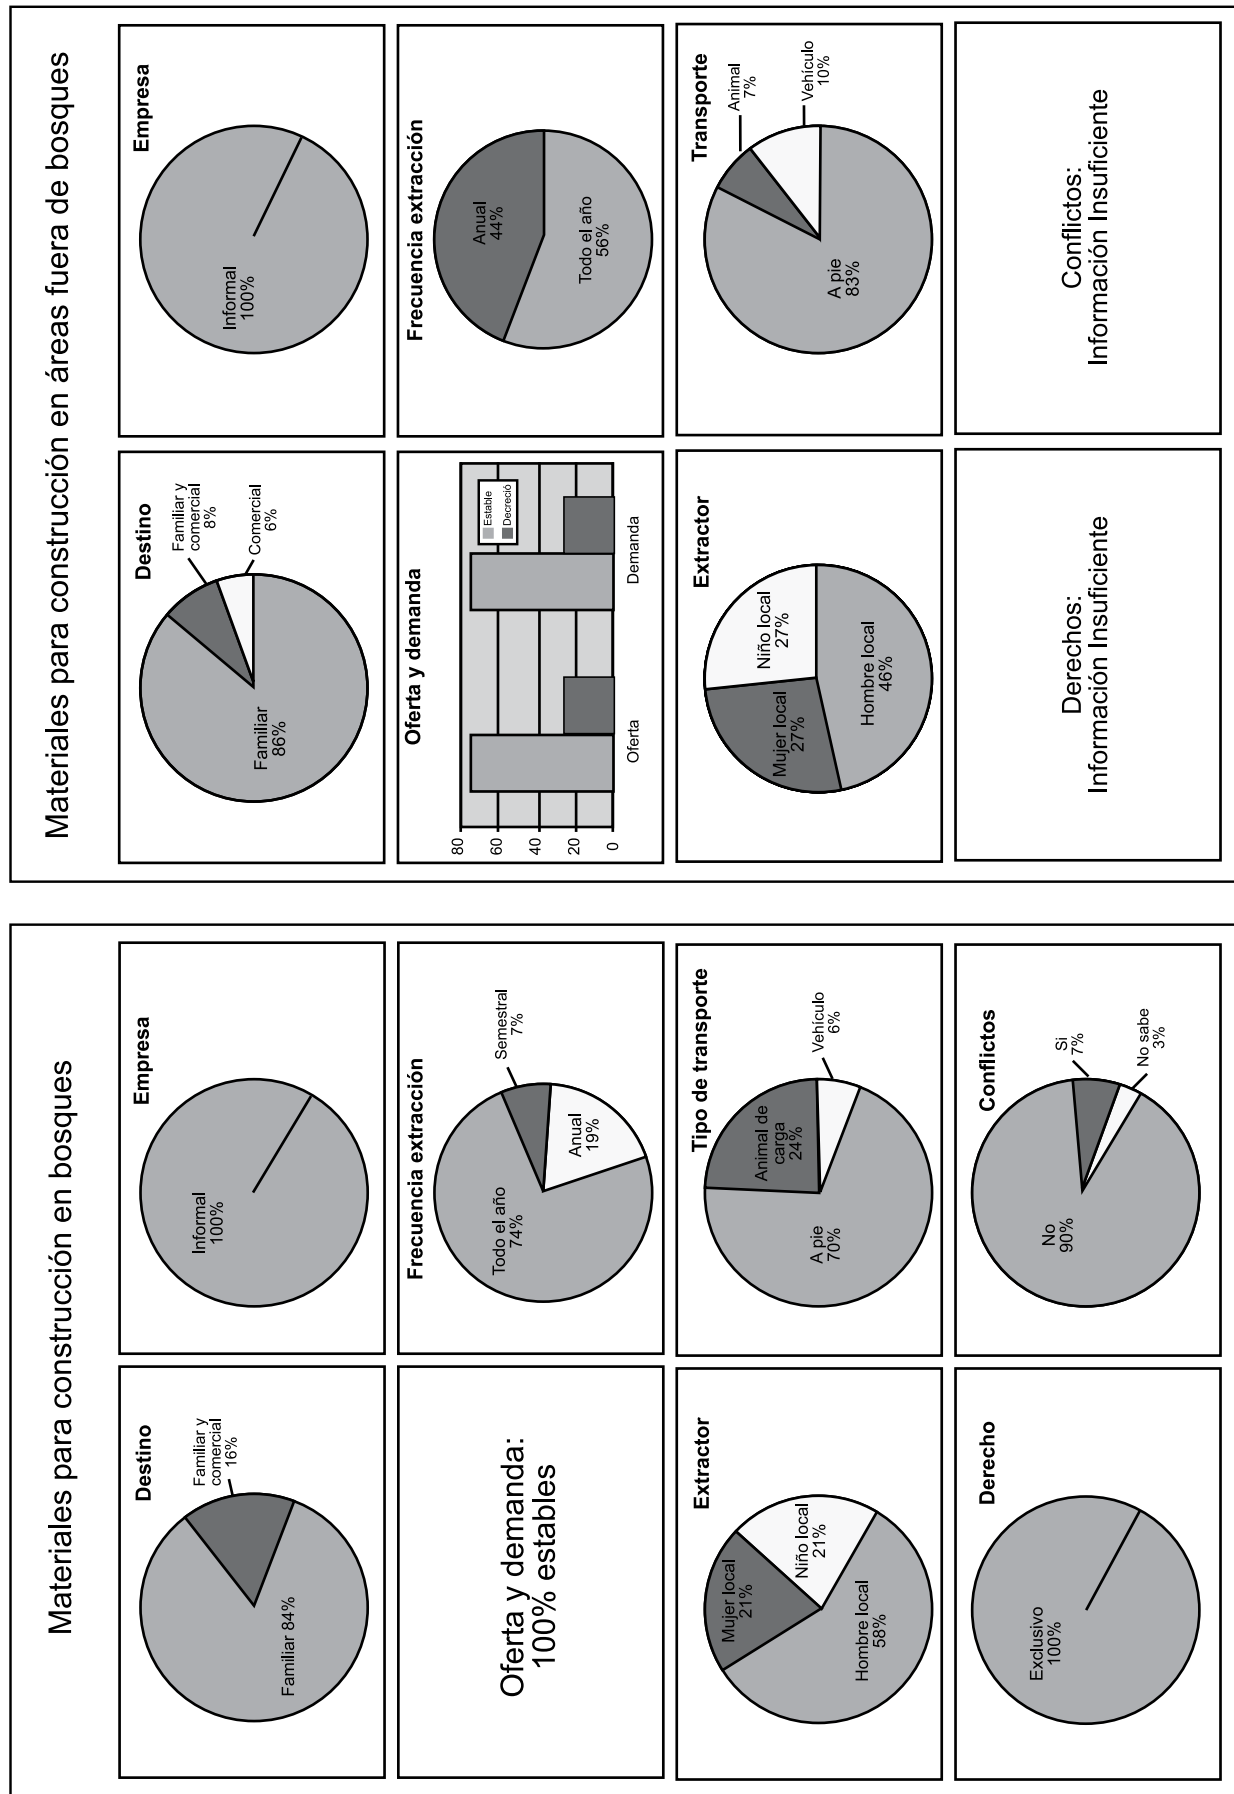 Materiales para construcción en bosques
Destino
Familiar y
comercial
16%
Familiar 84%
Empresa
Informal
100%
Oferta y demanda:
100% estables
Frecuencia extracción
Semestral
7%
Todo el año
74%
Anual
19%
Extractor
Mujer local
21%
Niño local
21%
Hombre local
58%
Tipo de transporte
Animal de
carga
24%
Vehículo
6%
A pie
70%
Derecho
Exclusivo
100%
Conflictos
Si
7%
No sabe
3%
No
90%
Materiales para construcción en áreas fuera de bosques
Destino
Familiar y
comercial
8%
Comercial
6%
Familiar
86%
Empresa
Informal
100%
Oferta y demanda
80
60
40
20
0
Estable
Decreció
Oferta
Demanda
Frecuencia extracción
Anual
44%
Todo el año
56%
Extractor
Niño local
27%
Mujer local
27%
Hombre local
46%
Transporte
Animal
7%
Vehículo
10%
A pie
83%
Derechos:
Información Insuficiente
Conflictos:
Información Insuficiente